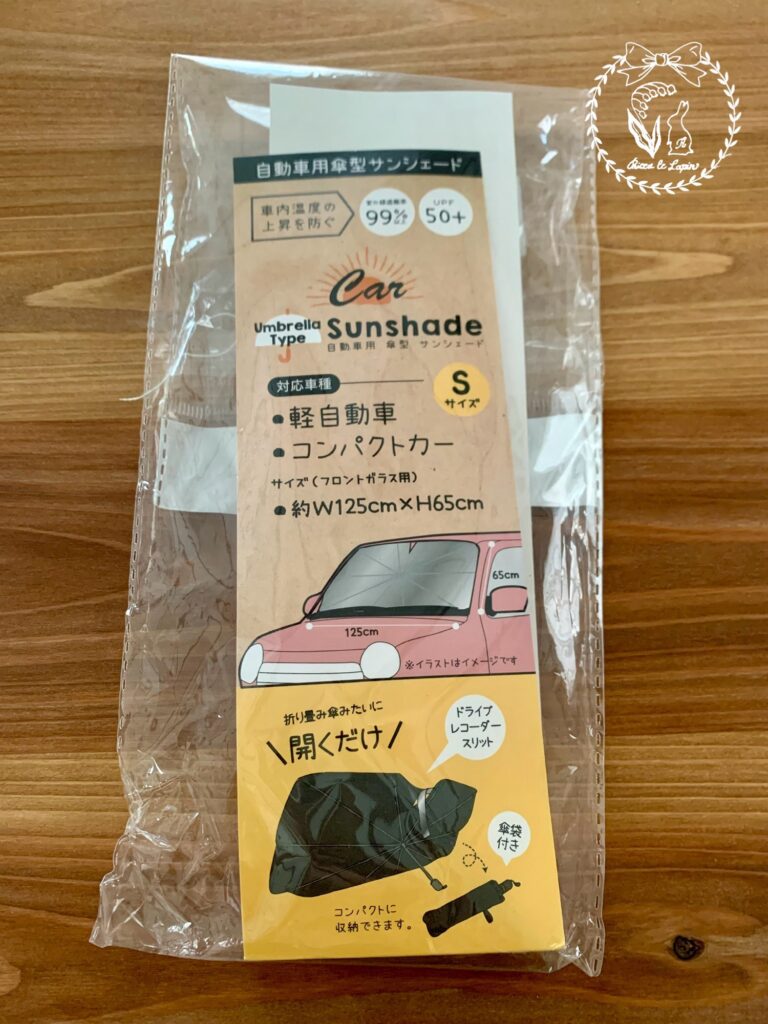 自動車用傘型サンシェード
車内温度の
上昇を防ぐ
99%
以上
UPF
50+
Car
Umbrella
Type
Sunshade
自動車用 傘型 サンシェード
対応車種
S
サイズ
●軽自動車
●コンパクトカー
サイズ(フロントガラス用)
●約W125cm×H65cm
65cm
125cm
※イラストはイメージです
折り畳み傘みたいに
\開くだけ/
ドライブ
レコーダー
スリット
傘袋
付き
コンパクトに
収納できます。